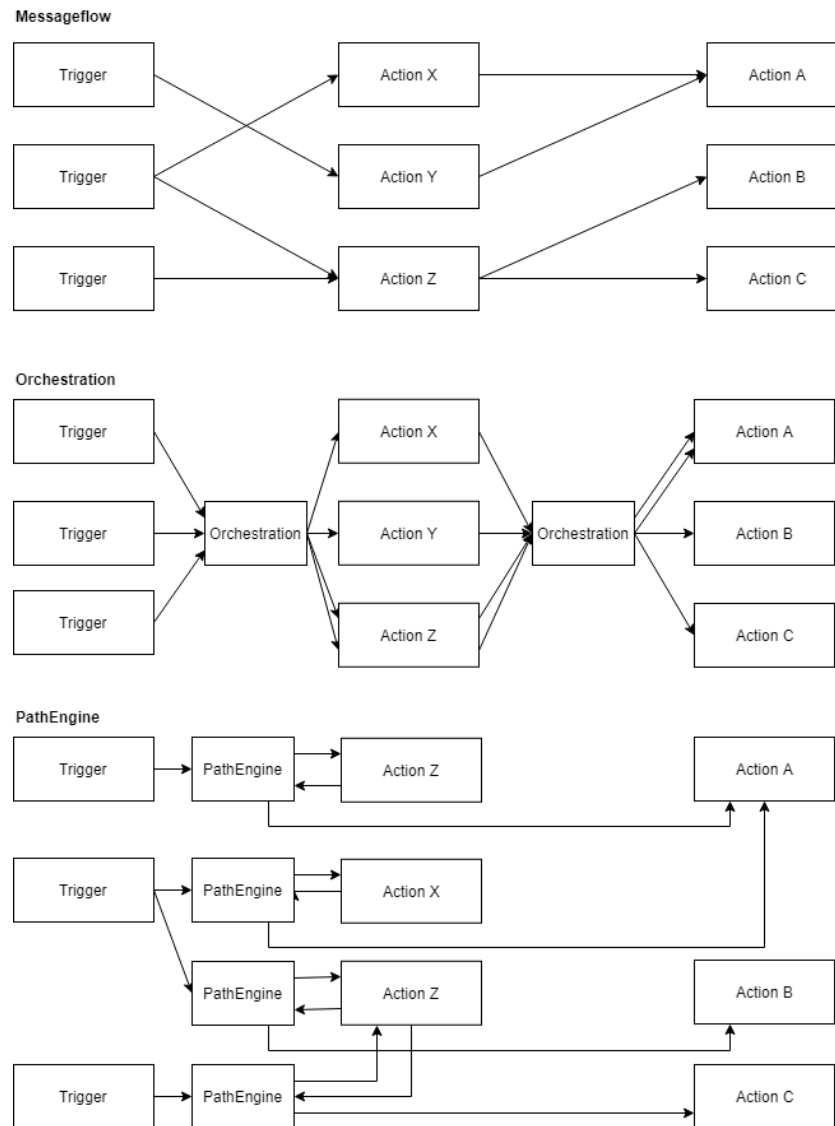 Messageflow
Trigger
Action X
Action A
Trigger
Action Y
Action B
Trigger
Action Z
Action C
Orchestration
Trigger
Action X
Action A
Trigger
Orchestration
Action Y
Orchestration
Action B
Trigger
Action Z
Action C
PathEngine
Trigger
PathEngine
Action Z
Action A
Trigger
PathEngine
Action X
PathEngine
Action Z
Action B
Trigger
PathEngine
Action C